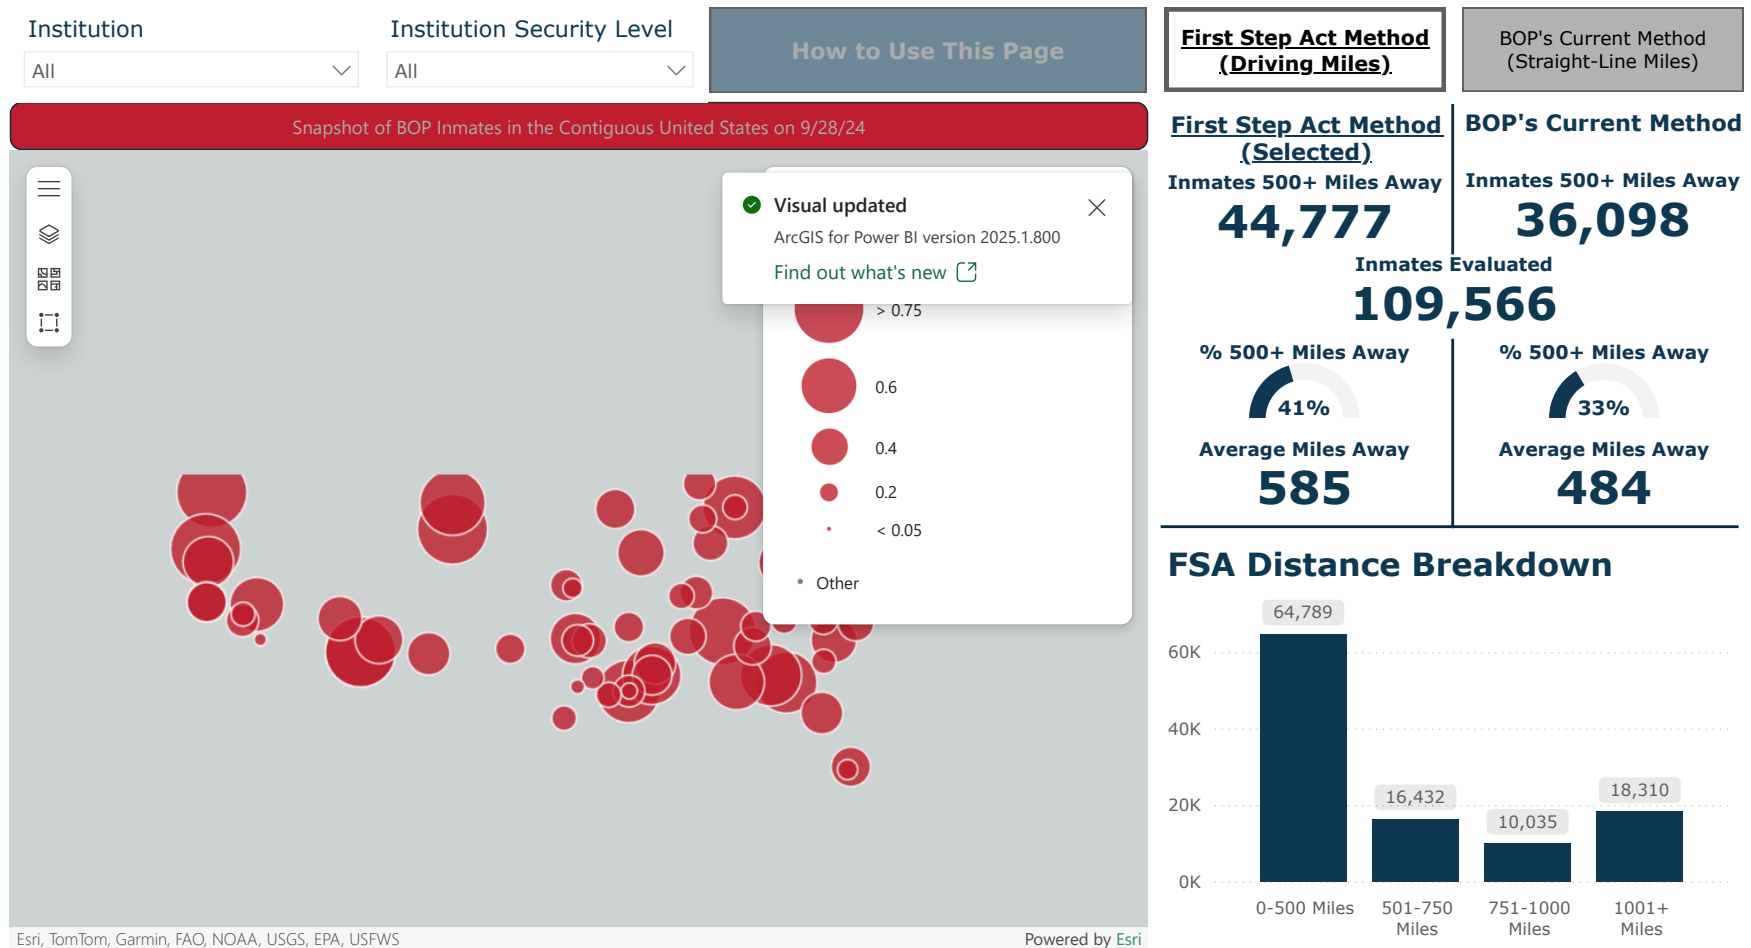 Institution
All
Institution Security Level
All
How to Use This Page
First Step Act Method
(Driving Miles)
BOP's Current Method
(Straight-Line Miles)
Snapshot of BOP Inmates in the Contiguous United States on 9/28/24
Visual updated
ArcGIS for Power BI version 2025.1.800
Find out what's new
> 0.75
0.6
0.4
0.2
< 0.05
Other
Esri, TomTom, Garmin, FAO, NOAA, USGS, EPA, USFWS
Powered by Esri
First Step Act Method
(Selected)
Inmates 500+ Miles Away
44,777
BOP's Current Method
Inmates 500+ Miles Away
36,098
Inmates Evaluated
109,566
% 500+ Miles Away
41%
Average Miles Away
585
% 500+ Miles Away
33%
Average Miles Away
484
FSA Distance Breakdown
60K
40K
20K
0K
64,789
16,432
10,035
18,310
0-500 Miles
501-750
Miles
751-1000
Miles
1001+
Miles